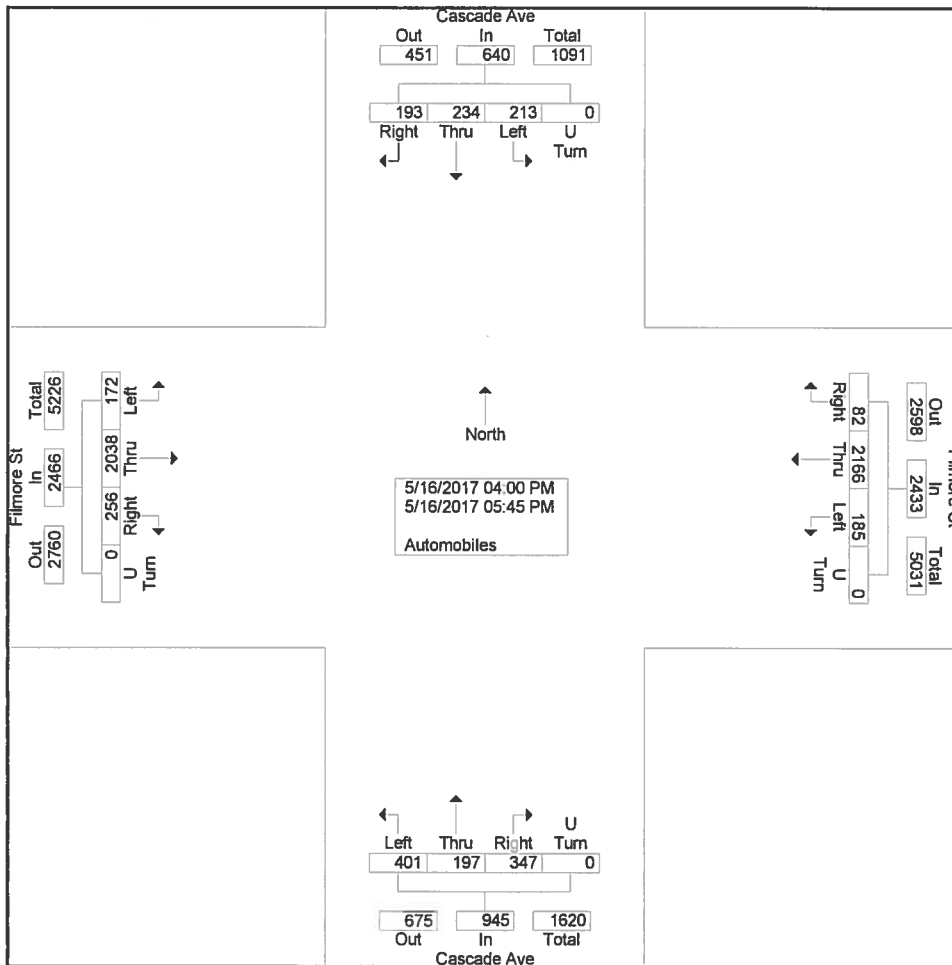 Cascade Ave
Out In Total
451 640 1091
193 234 213 0
Right Thru Left U Turn
Filmore St
Total In Out
5226 2466 2760
172 2038 256 0
Left Thru Right U Turn
North
5/16/2017 04:00 PM
5/16/2017 05:45 PM
Automobiles
Right Thru Left U Turn
82 2166 185 0
Out In Total
2598 2433 5031
Left Thru Right U Turn
401 197 347 0
675 945 1620
Out In Total
Cascade Ave